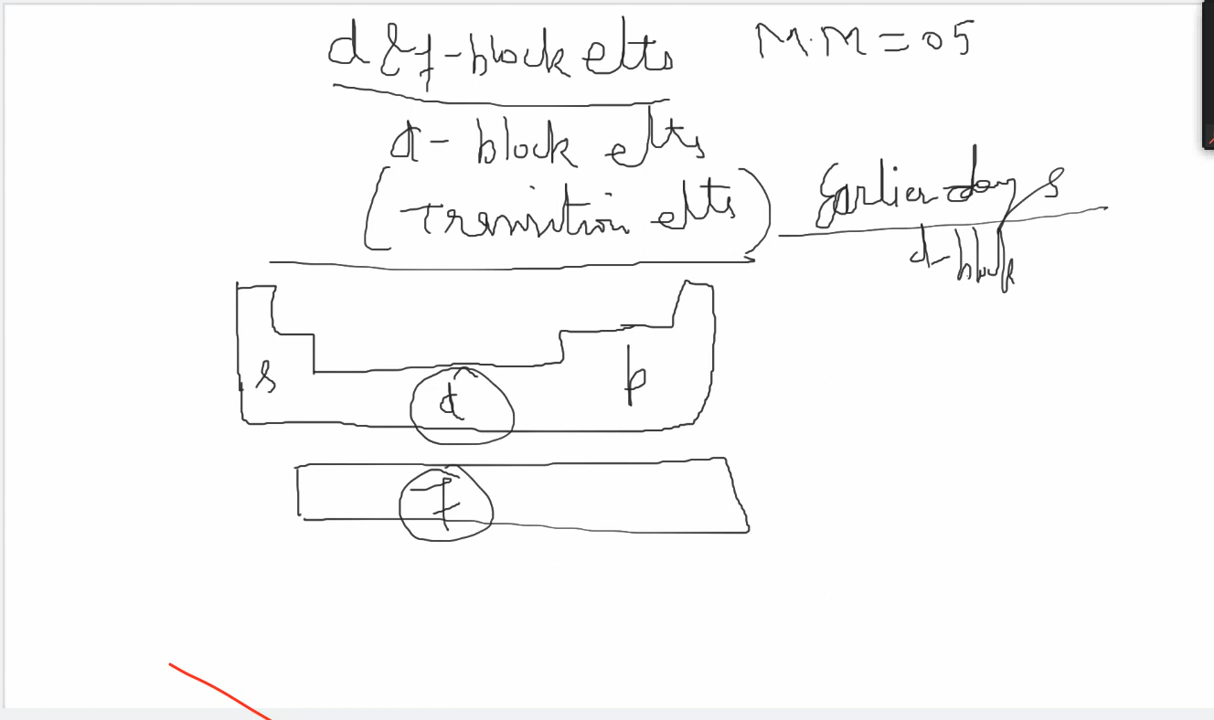 d & f-block elts M.M = 05
d- block elts
(Transition elts) Earlier days
d-block
s d p
f